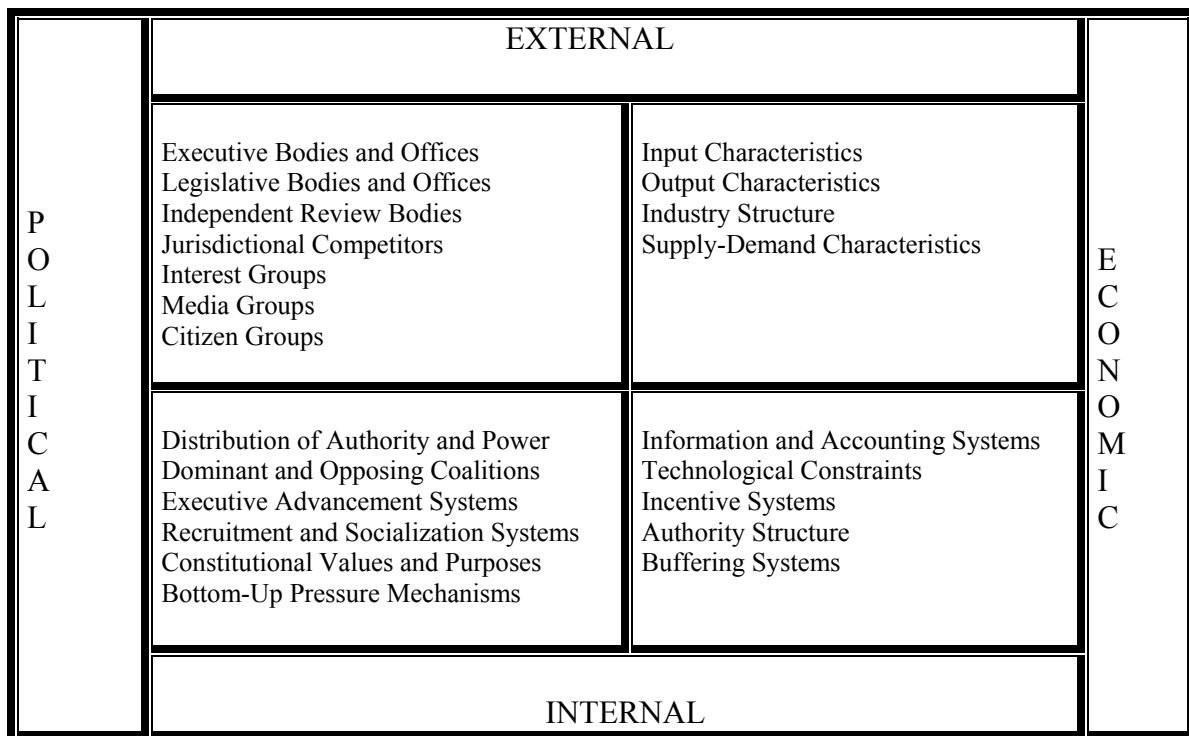 EXTERNAL
POLITICAL
Executive Bodies and Offices
Legislative Bodies and Offices
Independent Review Bodies
Jurisdictional Competitors
Interest Groups
Media Groups
Citizen Groups
Input Characteristics
Output Characteristics
Industry Structure
Supply-Demand Characteristics
ECONOMIC
Distribution of Authority and Power
Dominant and Opposing Coalitions
Executive Advancement Systems
Recruitment and Socialization Systems
Constitutional Values and Purposes
Bottom-Up Pressure Mechanisms
Information and Accounting Systems
Technological Constraints
Incentive Systems
Authority Structure
Buffering Systems
INTERNAL